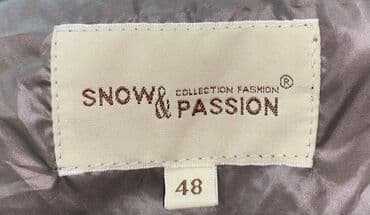 COLLECTION FASHION ®
SNOW & PASSION
48